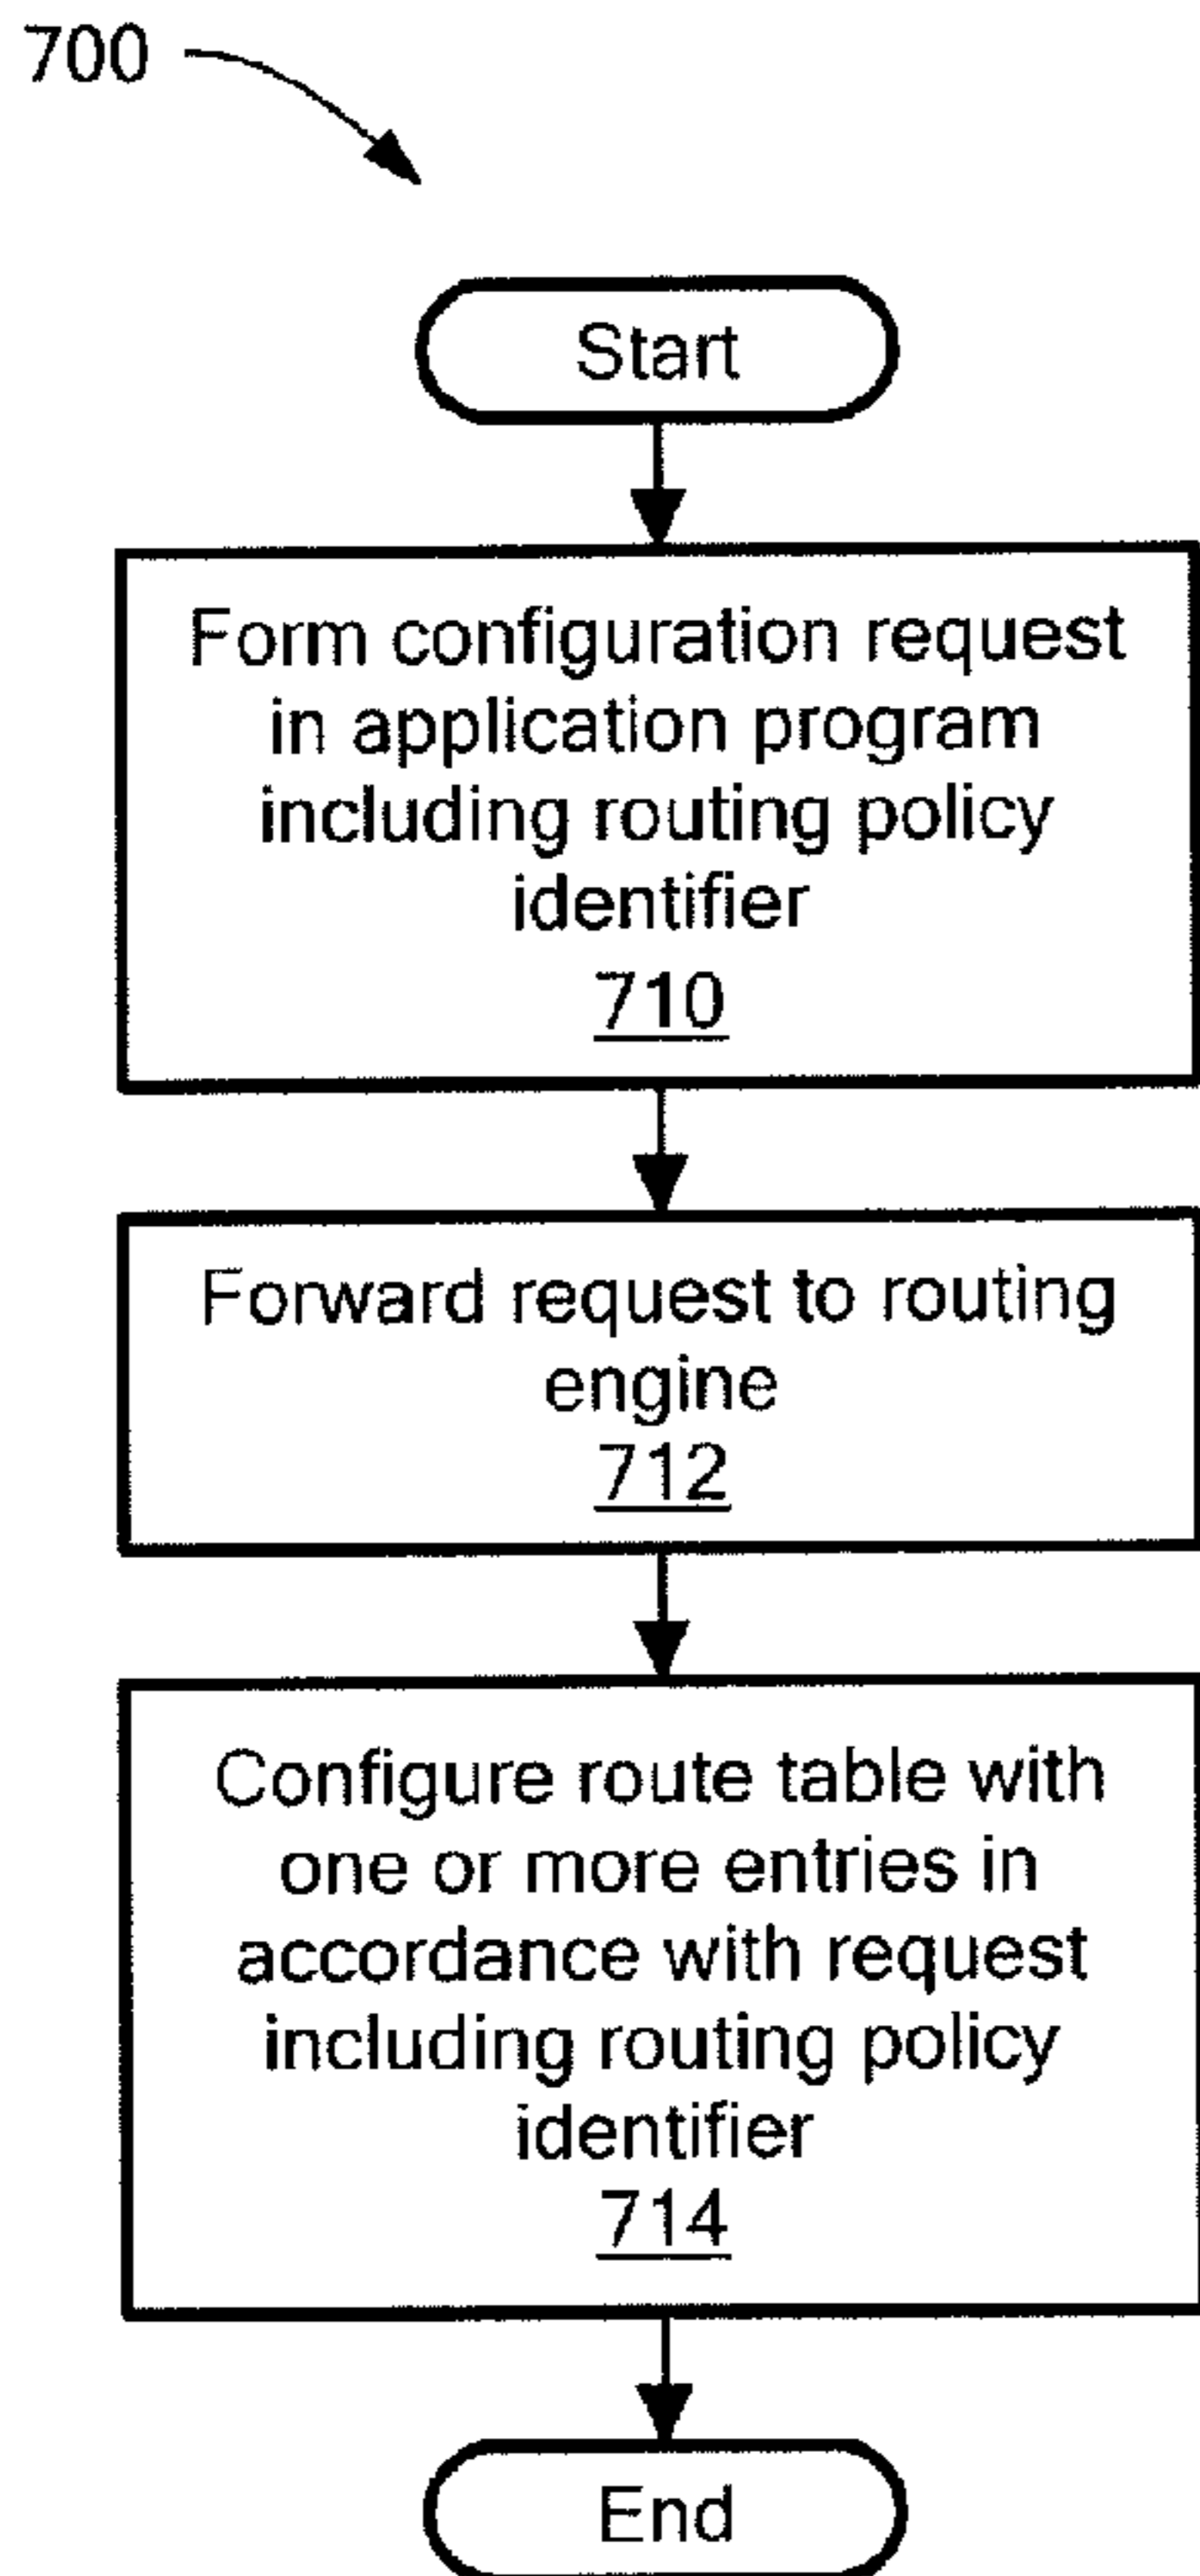 700
Start
Form configuration request
in application program
including routing policy
identifier
710
Forward request to routing
engine
712
Configure route table with
one or more entries in
accordance with request
including routing policy
identifier
714
End